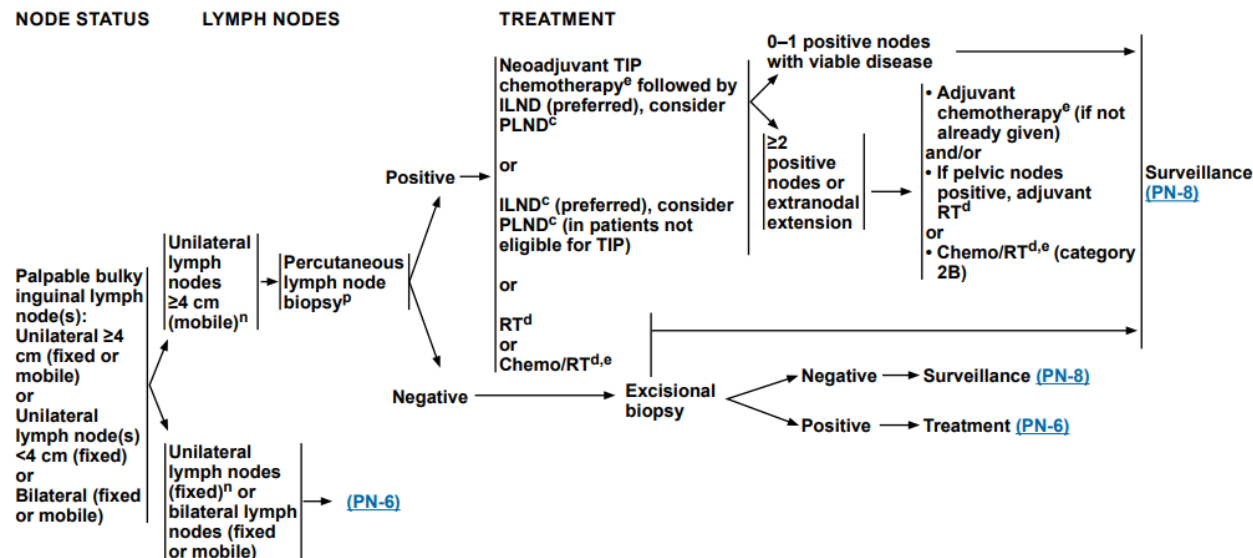 NODE STATUS
LYMPH NODES
TREATMENT
Palpable bulky
inguinal lymph
node(s):
Unilateral ≥4
cm (fixed or
mobile)
or
Unilateral
lymph node(s)
<4 cm (fixed)
or
Bilateral (fixed
or mobile)
Unilateral
lymph
nodes
≥4 cm
(mobile)n
Percutaneous
lymph node
biopsyp
Positive
Neoadjuvant TIP
chemotherapye followed by
ILND (preferred), consider
PLNDc
or
ILNDc (preferred), consider
PLNDc (in patients not
eligible for TIP)
or
RTd
or
Chemo/RTd,e
0–1 positive nodes
with viable disease
≥2
positive
nodes or
extranodal
extension
• Adjuvant
chemotherapye (if not
already given)
and/or
• If pelvic nodes
positive, adjuvant
RTd
or
• Chemo/RTd,e (category
2B)
Surveillance
(PN-8)
Negative
Excisional
biopsy
Negative
Surveillance (PN-8)
Positive
Treatment (PN-6)
Unilateral
lymph nodes
(fixed)n or
bilateral lymph
nodes (fixed
or mobile)
(PN-6)